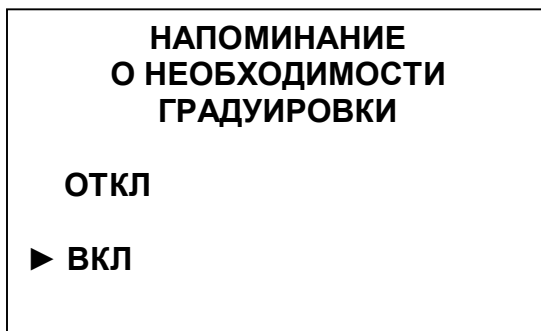 НАПОМИНАНИЕ
О НЕОБХОДИМОСТИ
ГРАДУИРОВКИ
ОТКЛ
► ВКЛ